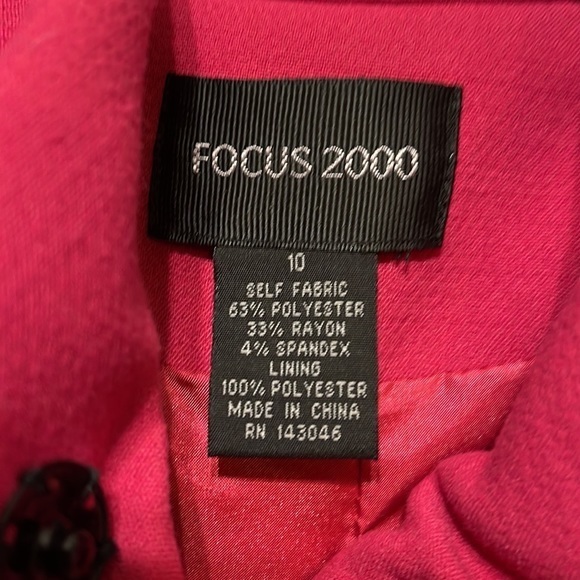 FOCUS 2000
10
SELF FABRIC
63% POLYESTER
33% RAYON
4% SPANDEX
LINING
100% POLYESTER
MADE IN CHINA
RN 143046